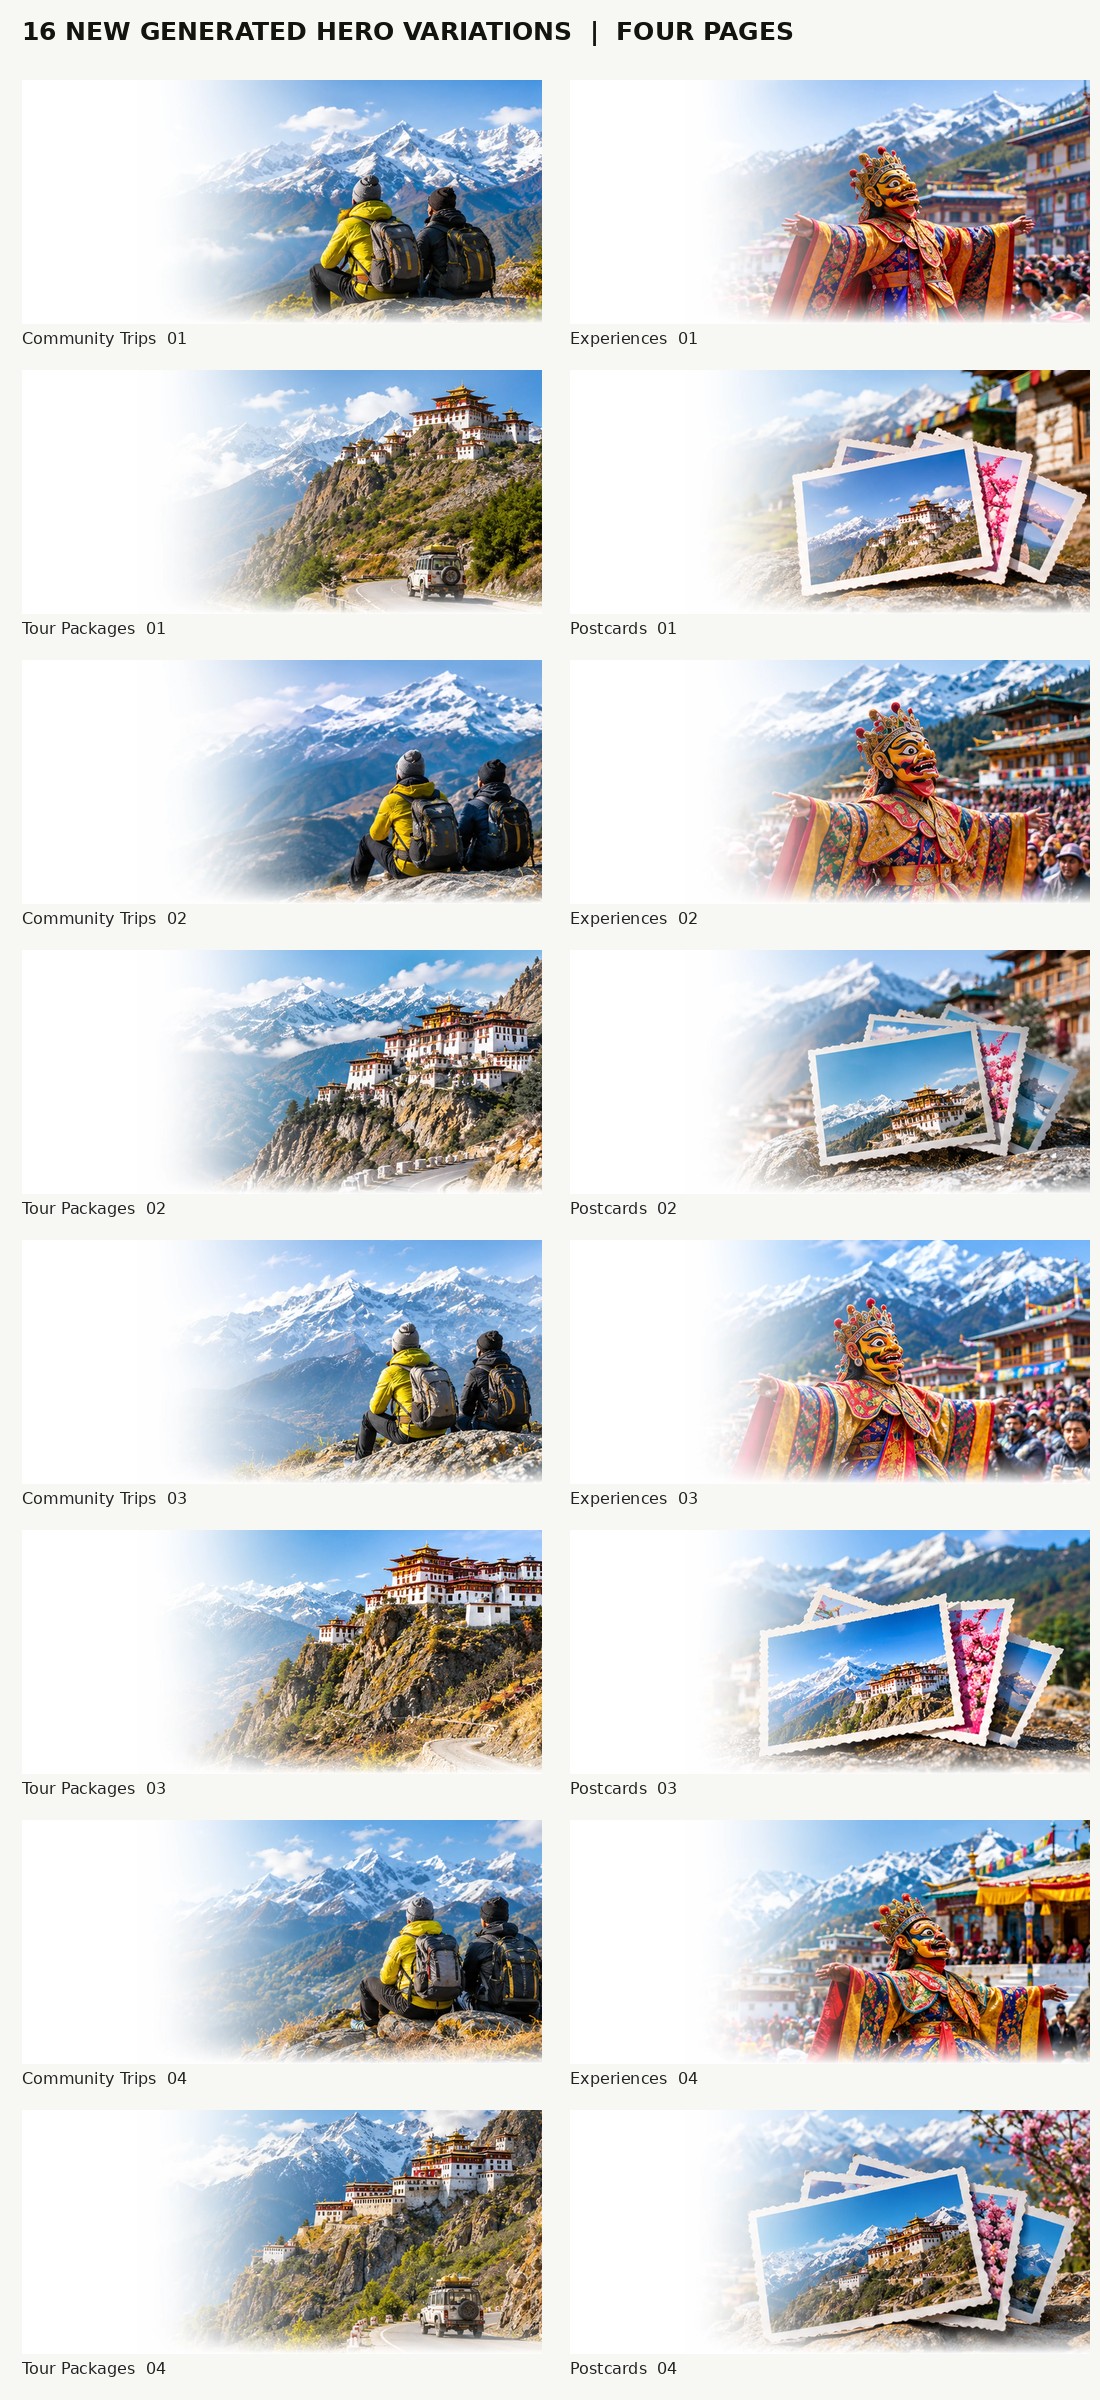 16 NEW GENERATED HERO VARIATIONS | FOUR PAGES
Community Trips 01
Experiences 01
Tour Packages 01
Postcards 01
Community Trips 02
Experiences 02
Tour Packages 02
Postcards 02
Community Trips 03
Experiences 03
Tour Packages 03
Postcards 03
Community Trips 04
Experiences 04
Tour Packages 04
Postcards 04